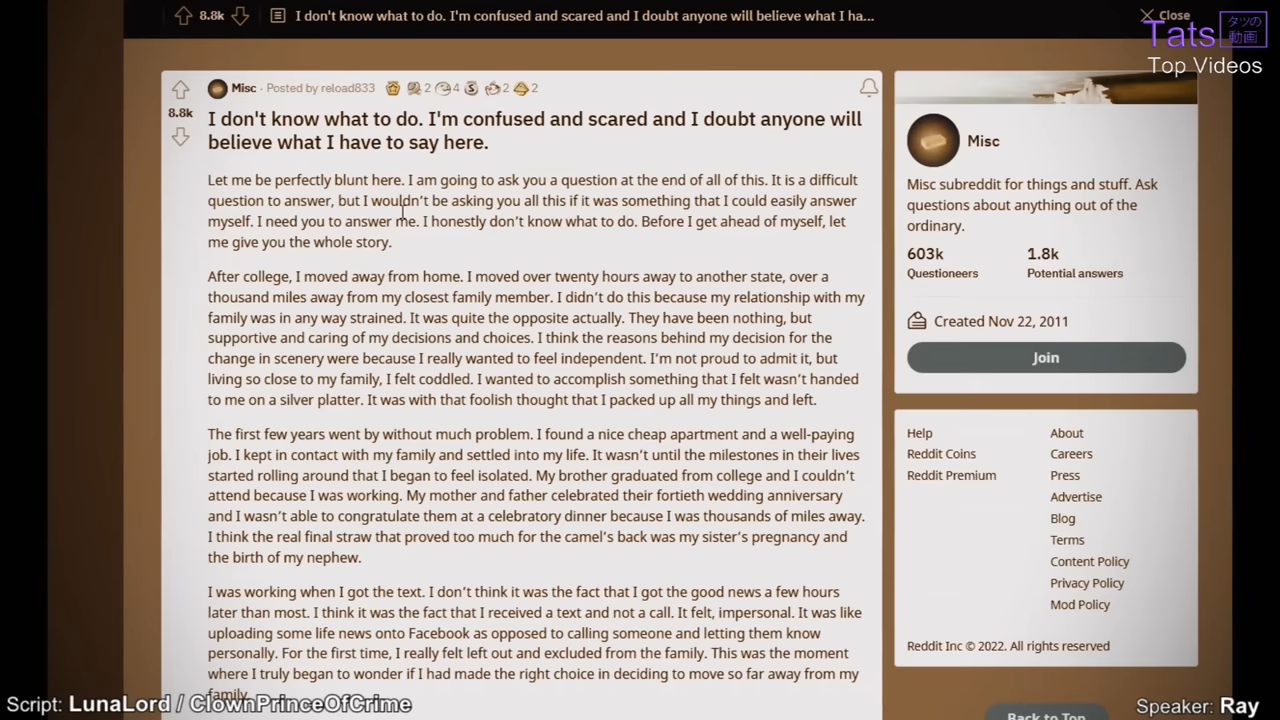 8.8k
I don't know what to do. I'm confused and scared and I doubt anyone will believe what I ha...
Close
Tats
タツの
動画
Top Videos
Misc · Posted by reload833
2
4
2
2
8.8k
I don't know what to do. I'm confused and scared and I doubt anyone will
believe what I have to say here.
Let me be perfectly blunt here. I am going to ask you a question at the end of all of this. It is a difficult
question to answer, but I wouldn't be asking you all this if it was something that I could easily answer
myself. I need you to answer me. I honestly don't know what to do. Before I get ahead of myself, let
me give you the whole story.
After college, I moved away from home. I moved over twenty hours away to another state, over a
thousand miles away from my closest family member. I didn't do this because my relationship with my
family was in any way strained. It was quite the opposite actually. They have been nothing, but
supportive and caring of my decisions and choices. I think the reasons behind my decision for the
change in scenery were because I really wanted to feel independent. I'm not proud to admit it, but
living so close to my family, I felt coddled. I wanted to accomplish something that I felt wasn't handed
to me on a silver platter. It was with that foolish thought that I packed up all my things and left.
The first few years went by without much problem. I found a nice cheap apartment and a well-paying
job. I kept in contact with my family and settled into my life. It wasn't until the milestones in their lives
started rolling around that I began to feel isolated. My brother graduated from college and I couldn't
attend because I was working. My mother and father celebrated their fortieth wedding anniversary
and I wasn't able to congratulate them at a celebratory dinner because I was thousands of miles away.
I think the real final straw that proved too much for the camel's back was my sister's pregnancy and
the birth of my nephew.
I was working when I got the text. I don't think it was the fact that I got the good news a few hours
later than most. I think it was the fact that I received a text and not a call. It felt, impersonal. It was like
uploading some life news onto Facebook as opposed to calling someone and letting them know
personally. For the first time, I really felt left out and excluded from the family. This was the moment
where I truly began to wonder if I had made the right choice in deciding to move so far away from my
family.
Misc
Misc subreddit for things and stuff. Ask
questions about anything out of the
ordinary.
603k
1.8k
Questioneers
Potential answers
Created Nov 22, 2011
Join
Help
About
Reddit Coins
Careers
Reddit Premium
Press
Advertise
Blog
Terms
Content Policy
Privacy Policy
Mod Policy
Reddit Inc © 2022. All rights reserved
Back to Top
Script: LunaLord / ClownPrinceOfCrime
Speaker: Ray